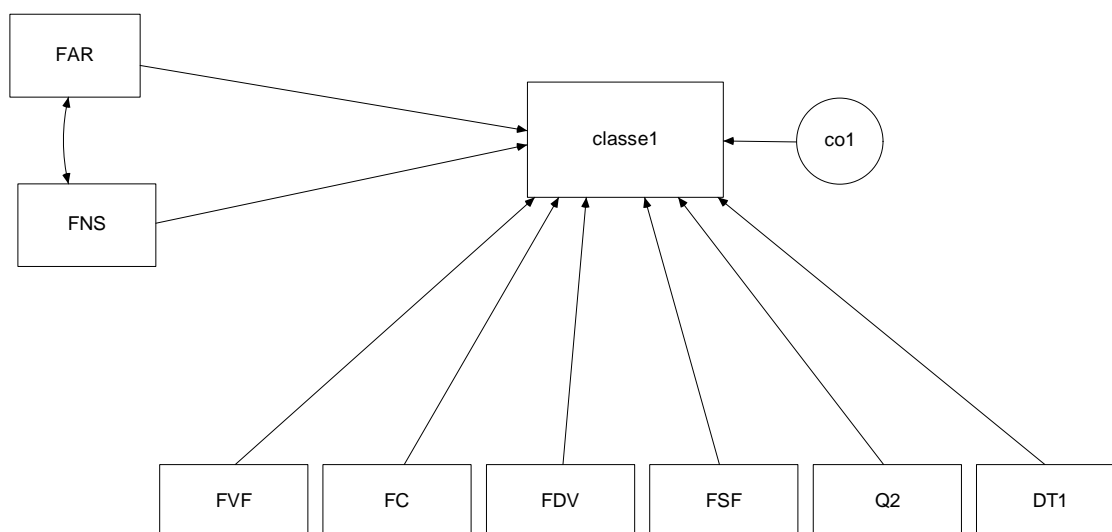 FAR
classe1
co1
FNS
FVF
FC
FDV
FSF
Q2
DT1